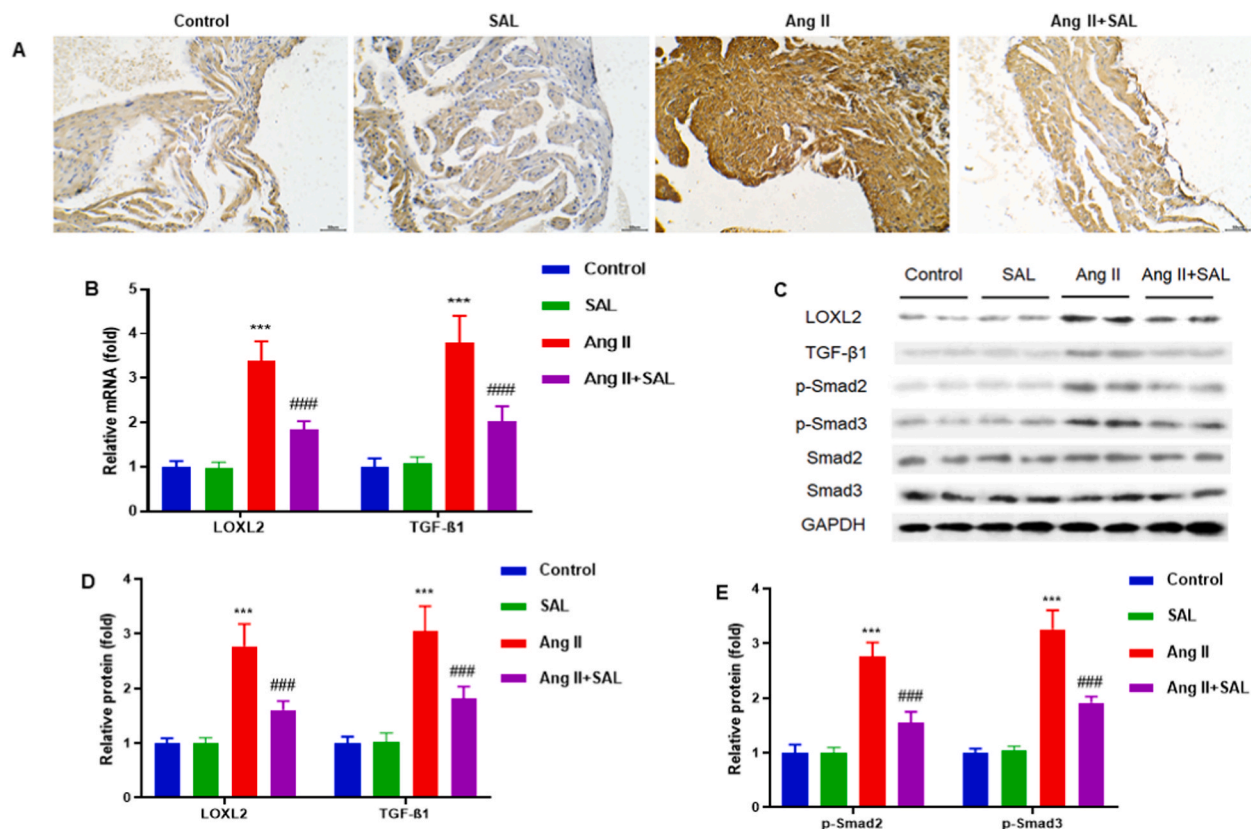 Control SAL Ang II Ang II+SAL
A
B
Relative mRNA (fold)
5
4
3
2
1
0
*** ### *** ###
LOXL2 TGF-ß1
Control
SAL
Ang II
Ang II+SAL
C
Control SAL Ang II Ang II+SAL
LOXL2
TGF-ß1
p-Smad2
p-Smad3
Smad2
Smad3
GAPDH
D
Relative protein (fold)
4
3
2
1
0
*** ### *** ###
LOXL2 TGF-ß1
Control
SAL
Ang II
Ang II+SAL
E
Relative protein (fold)
4
3
2
1
0
*** ### *** ###
p-Smad2 p-Smad3
Control
SAL
Ang II
Ang II+SAL